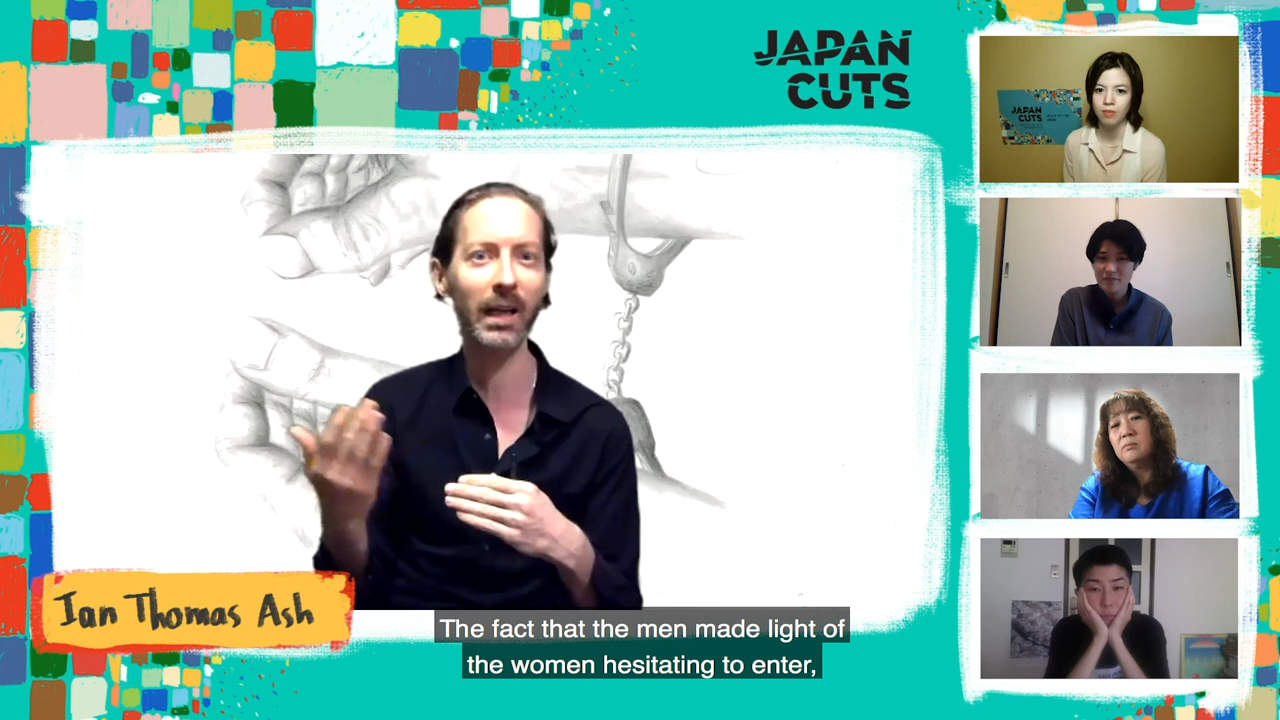 JAPAN
CUTS
JAPAN
CUTS
Ian Thomas Ash
The fact that the men made light of
the women hesitating to enter,